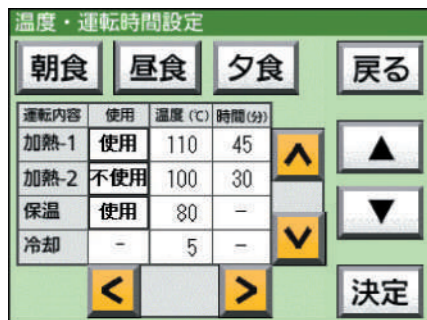 温度・運転時間設定
朝食 昼食 夕食 戻る
運転内容 使用 温度(℃) 時間(分)
加熱-1 使用 110 45
加熱-2 不使用 100 30
保温 使用 80 -
冷却 - 5 -
決定